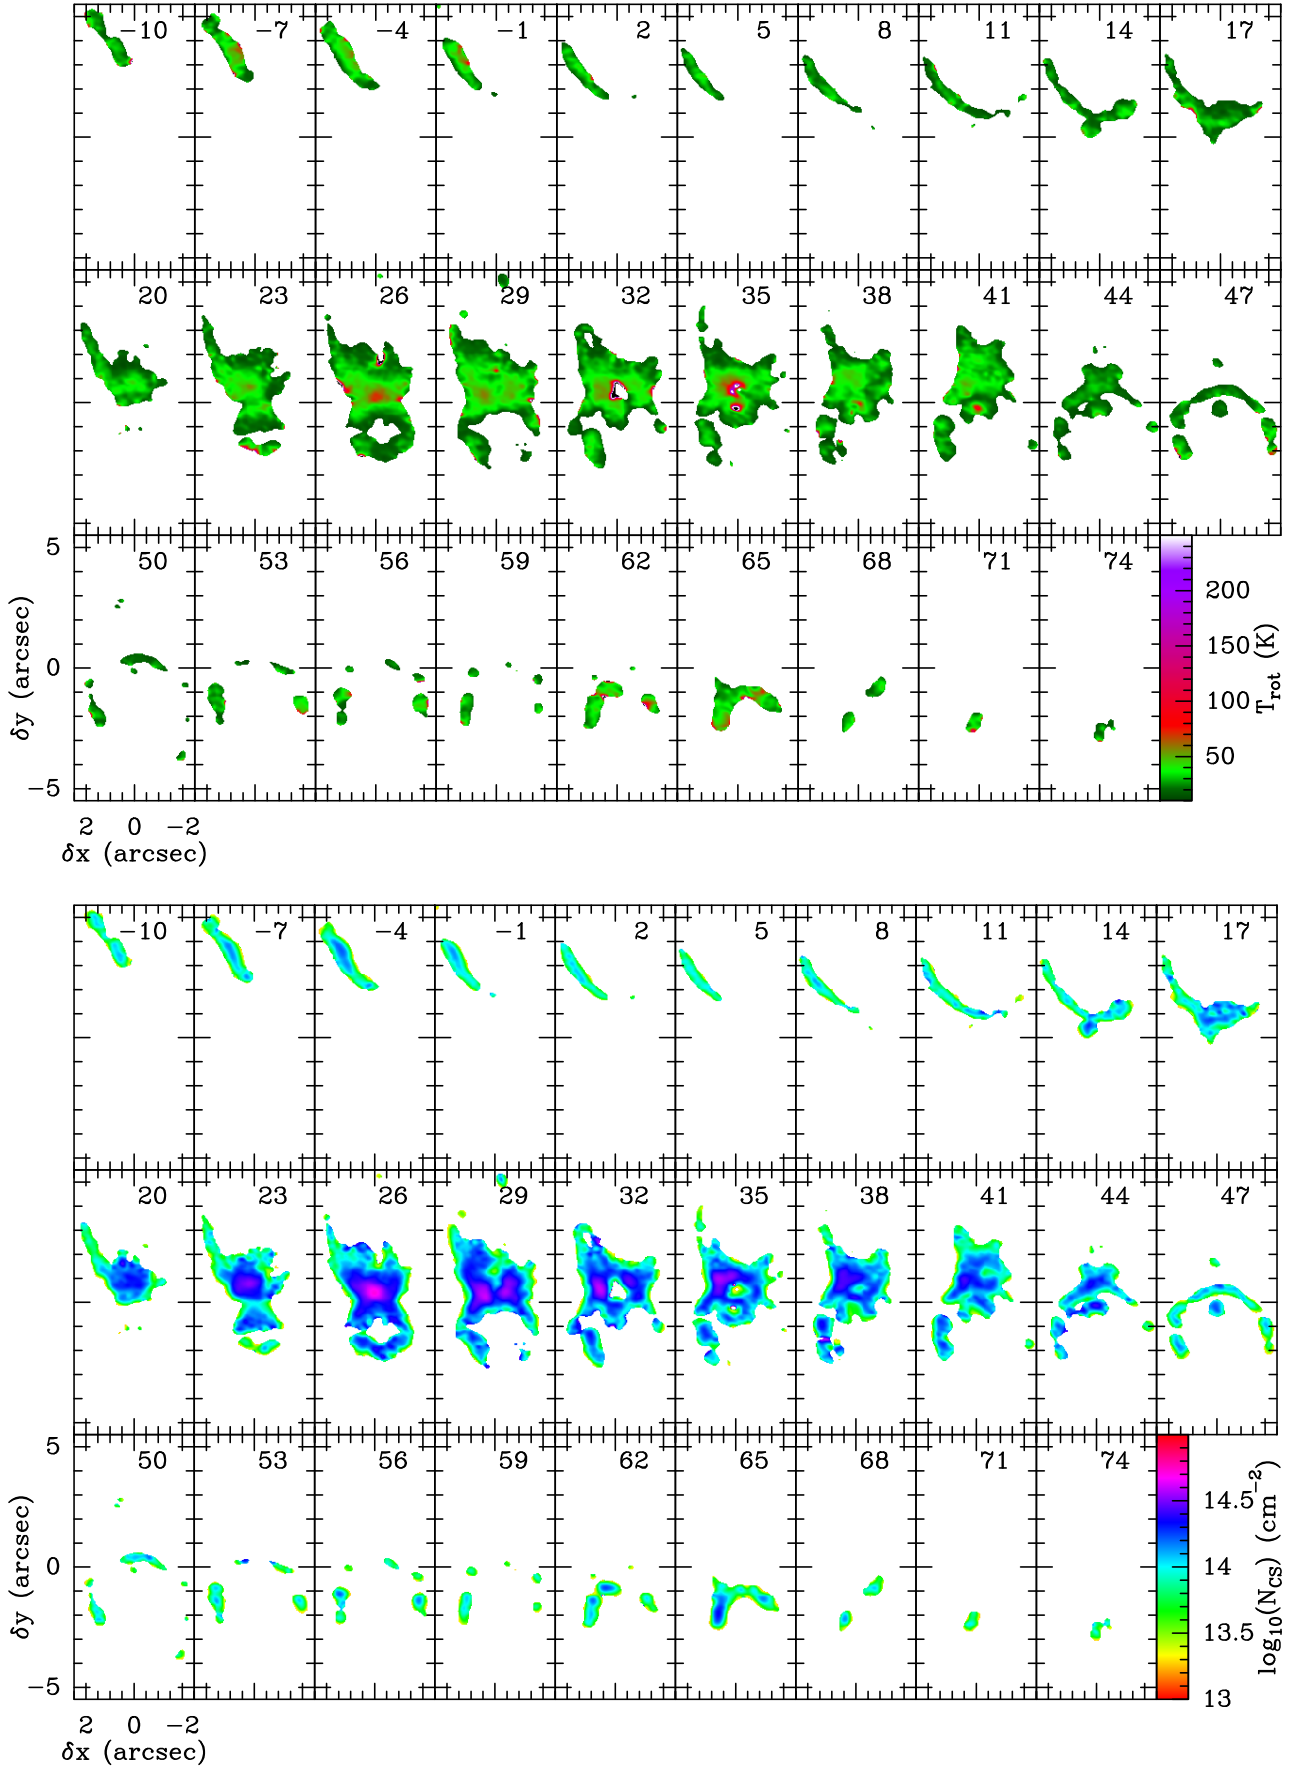 −10 −7 −4 −1 2 5 8 11 14 17
20 23 26 29 32 35 38 41 44 47
50 53 56 59 62 65 68 71 74
5
0
−5
δy (arcsec)
2 0 −2
δx (arcsec)
200
150
100
50
T_rot (K)
−10 −7 −4 −1 2 5 8 11 14 17
20 23 26 29 32 35 38 41 44 47
50 53 56 59 62 65 68 71 74
5
0
−5
δy (arcsec)
2 0 −2
δx (arcsec)
14.5
14
13.5
13
log₁₀(N_CS) (cm⁻²)